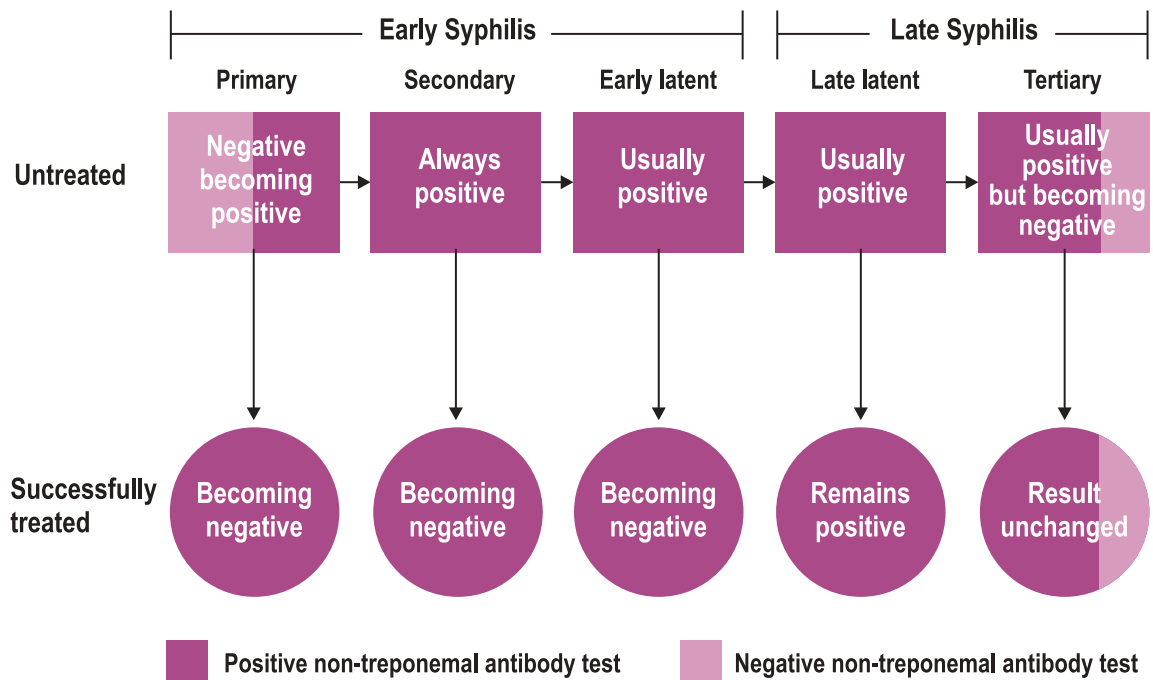 Early Syphilis
Late Syphilis
Primary
Secondary
Early latent
Late latent
Tertiary
Untreated
Negative
becoming
positive
Always
positive
Usually
positive
Usually
positive
Usually
positive
but becoming
negative
Successfully
treated
Becoming
negative
Becoming
negative
Becoming
negative
Remains
positive
Result
unchanged
Positive non-treponemal antibody test
Negative non-treponemal antibody test